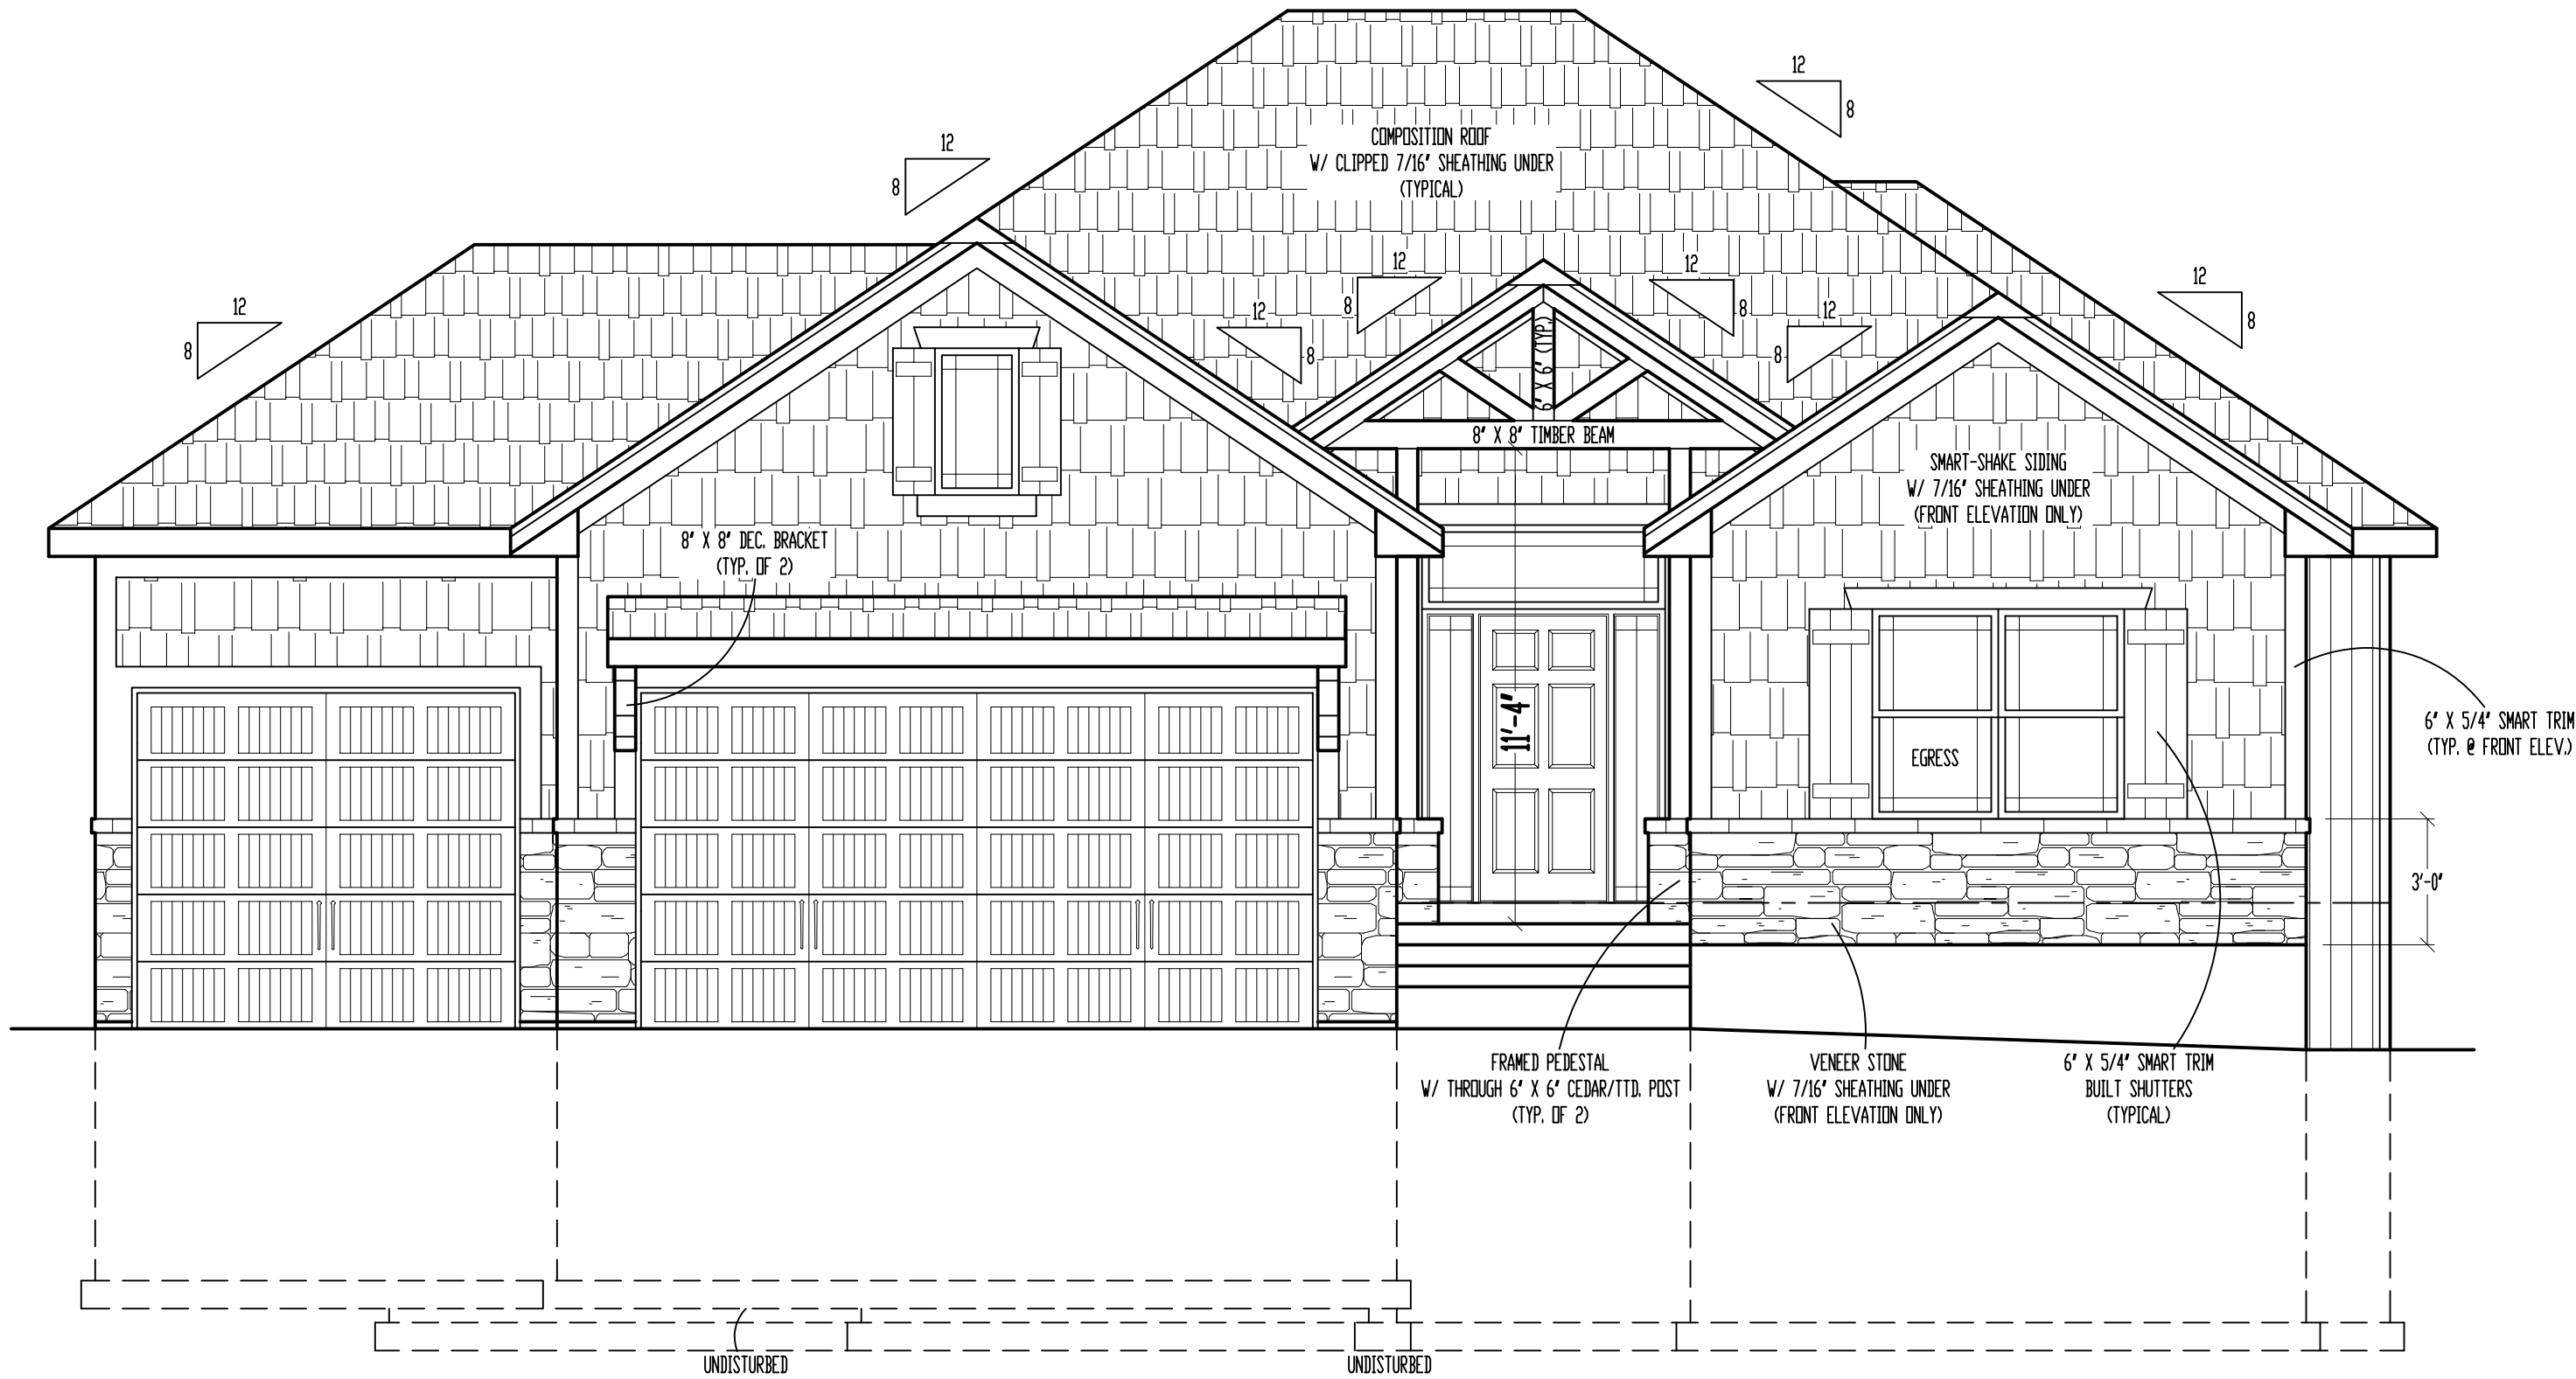 12
8
12
8
COMPOSITION ROOF
W/ CLIPPED 7/16" SHEATHING UNDER
(TYPICAL)
12
8
12
8
12
8
12
8
12
8
12
8
6" X 6" (TYP.)
8" X 8" TIMBER BEAM
SMART-SHAKE SIDING
W/ 7/16" SHEATHING UNDER
(FRONT ELEVATION ONLY)
8" X 8" DEC. BRACKET
(TYP. OF 2)
11'-4"
6" X 5/4" SMART TRIM
(TYP. @ FRONT ELEV.)
EGRESS
3'-0"
FRAMED PEDESTAL
W/ THROUGH 6" X 6" CEDAR/TTD. POST
(TYP. OF 2)
VENEER STONE
W/ 7/16" SHEATHING UNDER
(FRONT ELEVATION ONLY)
6" X 5/4" SMART TRIM
BUILT SHUTTERS
(TYPICAL)
UNDISTURBED
UNDISTURBED